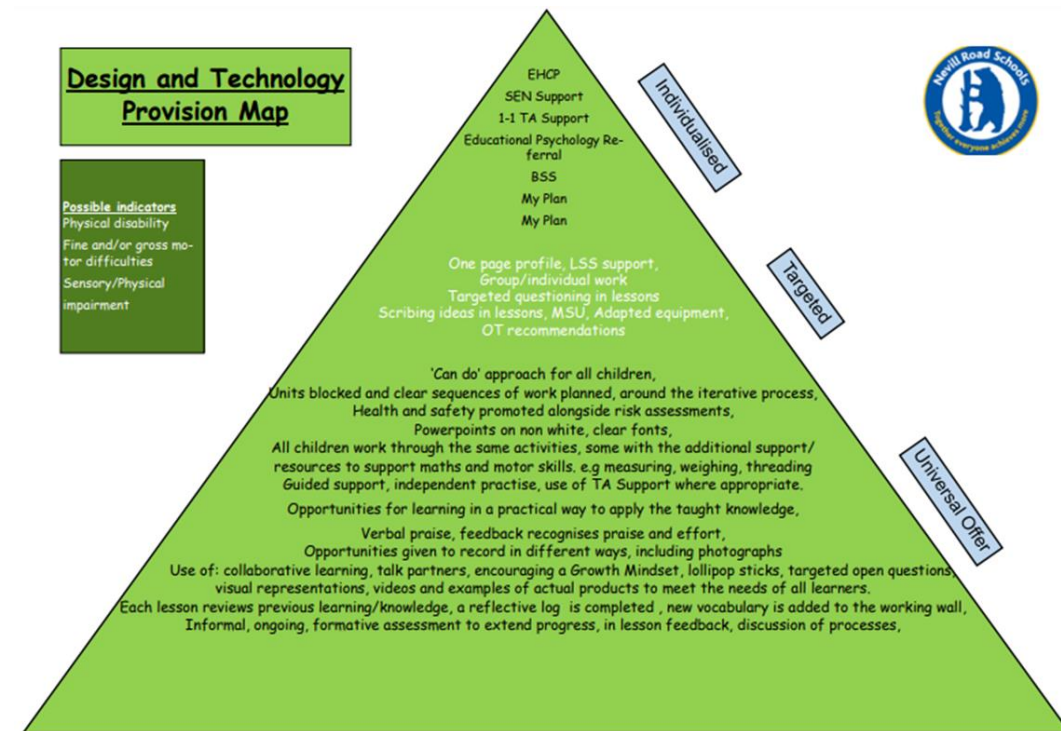 Design and Technology
Provision Map
Nevill Road Schools
Together everyone achieves more
Possible indicators
Physical disability
Fine and/or gross mo-
tor difficulties
Sensory/Physical
impairment
Individualised
EHCP
SEN Support
1-1 TA Support
Educational Psychology Re-
ferral
BSS
My Plan
My Plan
Targeted
One page profile, LSS support,
Group/individual work
Targeted questioning in lessons
Scribing ideas in lessons, MSU, Adapted equipment,
OT recommendations
Universal Offer
‘Can do’ approach for all children,
Units blocked and clear sequences of work planned, around the iterative process,
Health and safety promoted alongside risk assessments,
Powerpoints on non white, clear fonts,
All children work through the same activities, some with the additional support/
resources to support maths and motor skills. e.g measuring, weighing, threading
Guided support, independent practise, use of TA Support where appropriate.
Opportunities for learning in a practical way to apply the taught knowledge,
Verbal praise, feedback recognises praise and effort,
Opportunities given to record in different ways, including photographs
Use of: collaborative learning, talk partners, encouraging a Growth Mindset, lollipop sticks, targeted open questions,
visual representations, videos and examples of actual products to meet the needs of all learners.
Each lesson reviews previous learning/knowledge, a reflective log is completed , new vocabulary is added to the working wall,
Informal, ongoing, formative assessment to extend progress, in lesson feedback, discussion of processes,